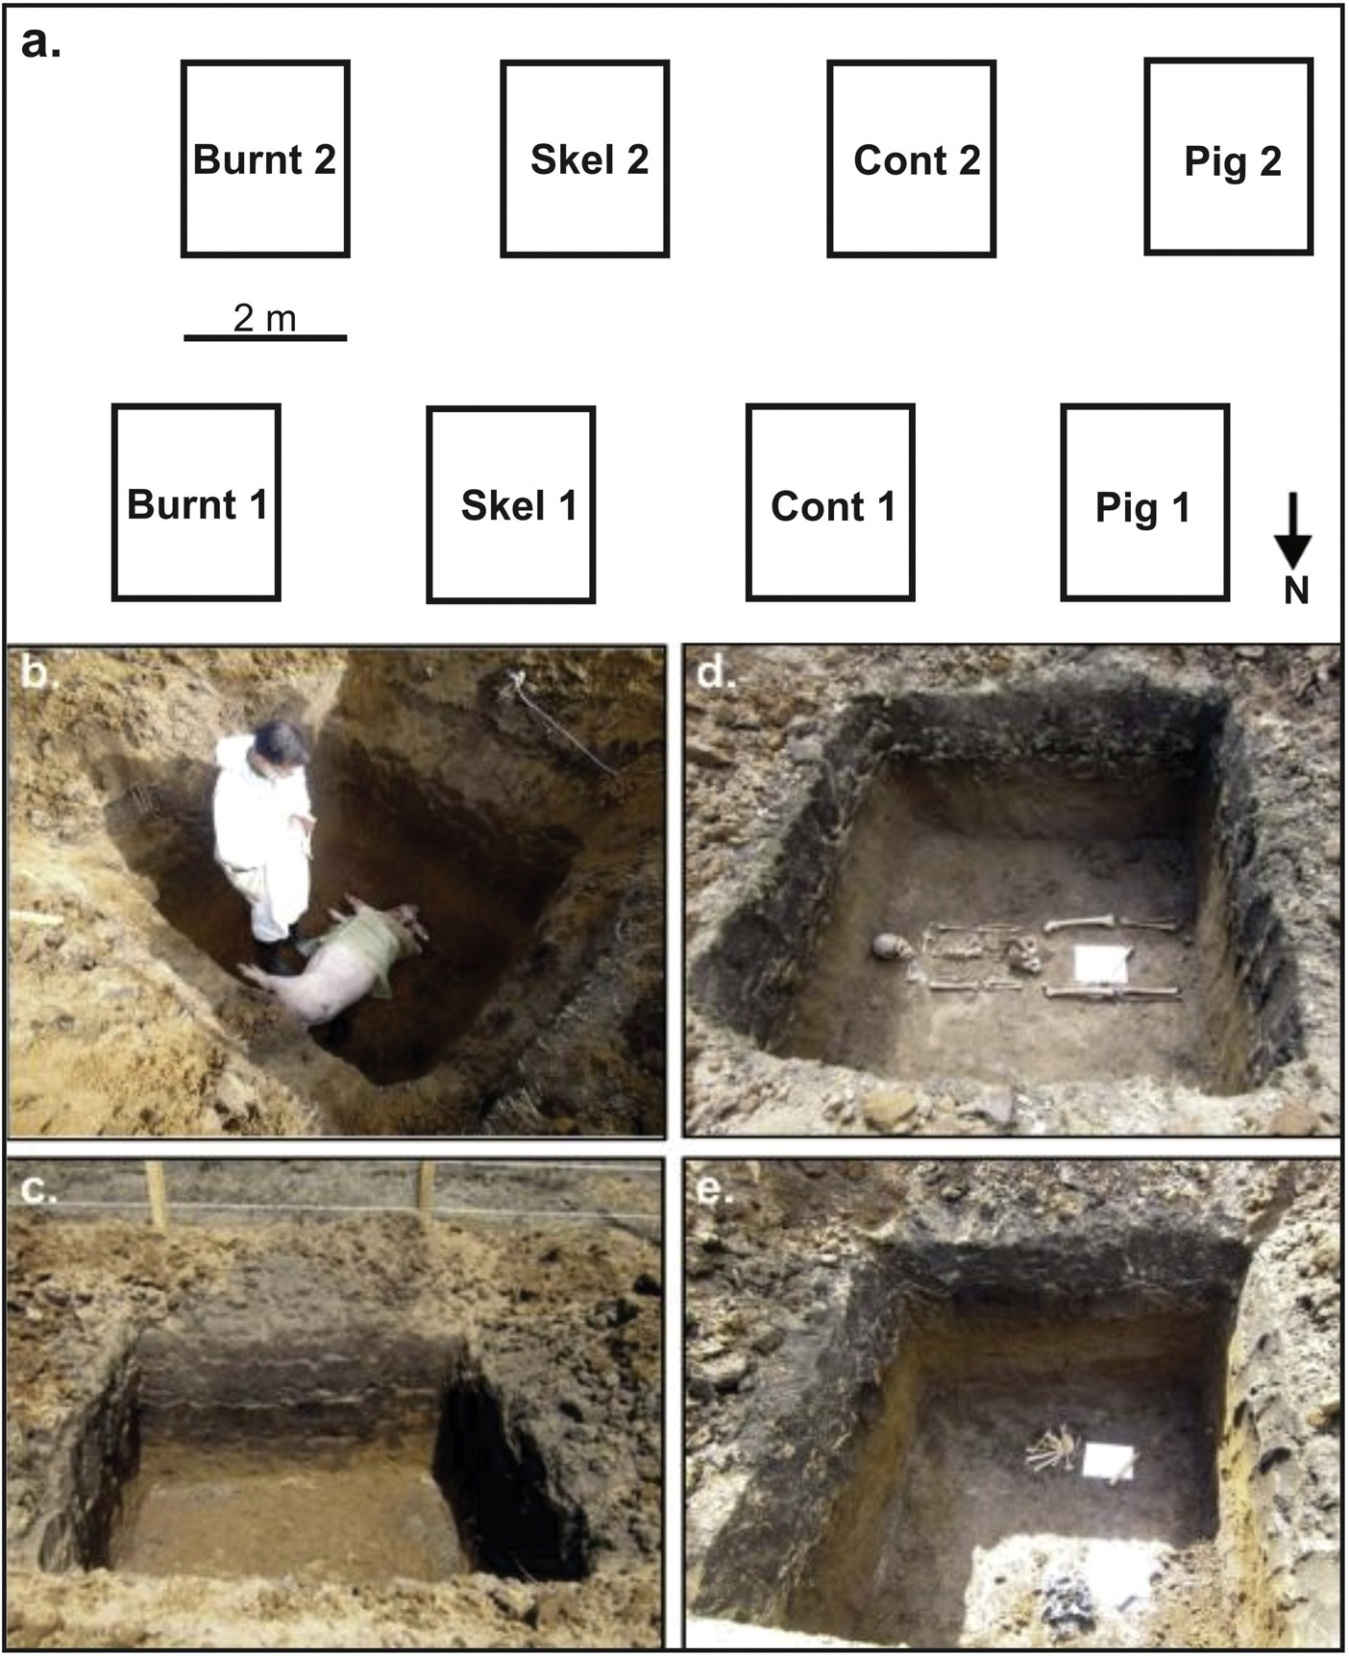 a.
Burnt 2
Skel 2
Cont 2
Pig 2
2 m
Burnt 1
Skel 1
Cont 1
Pig 1
N
b.
d.
c.
e.